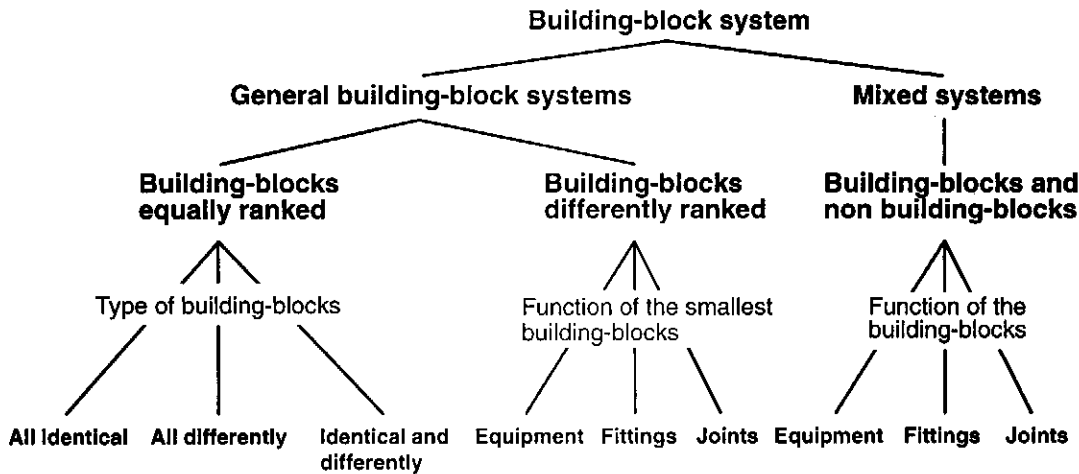 Building-block system
General building-block systems
Mixed systems
Building-blocks
equally ranked
Building-blocks
differently ranked
Building-blocks and
non building-blocks
Type of building-blocks
Function of the smallest
building-blocks
Function of the
building-blocks
All identical
All differently
Identical and
differently
Equipment
Fittings
Joints
Equipment
Fittings
Joints